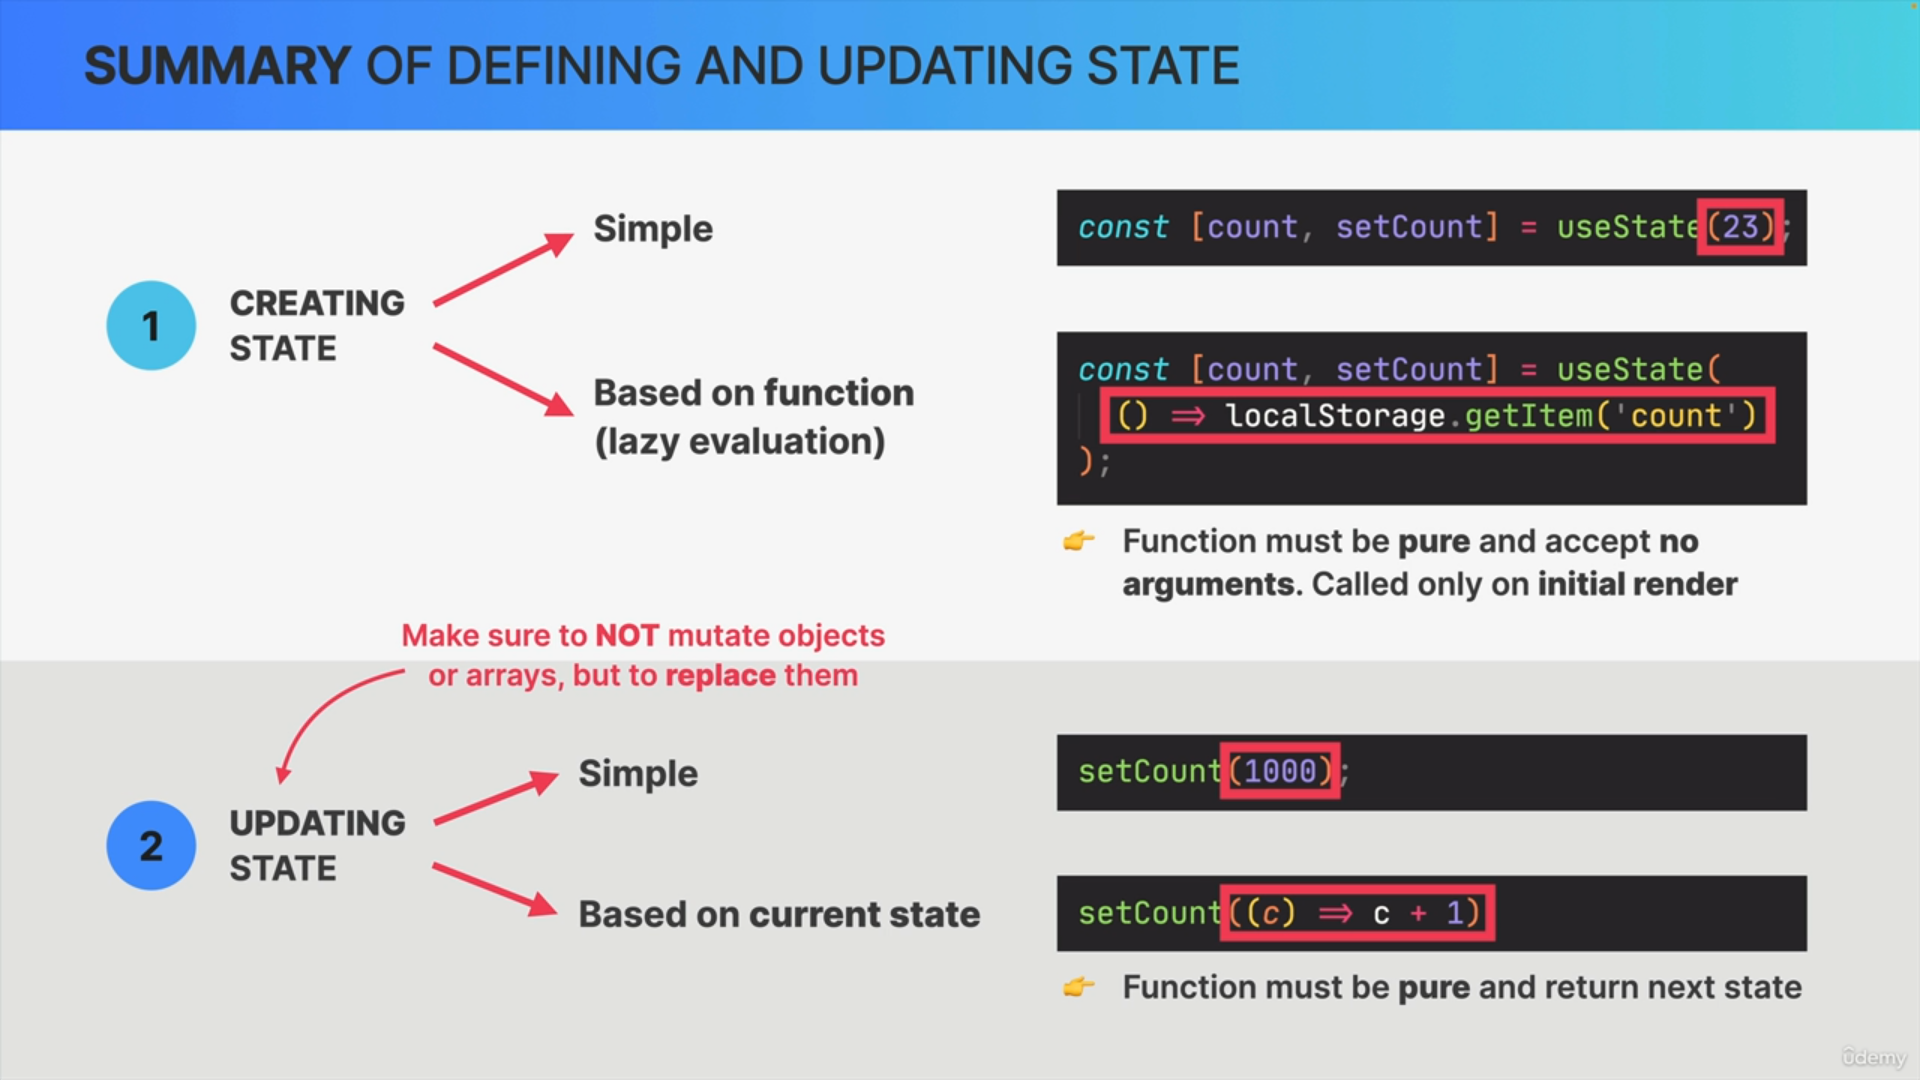 SUMMARY OF DEFINING AND UPDATING STATE
1
CREATING
STATE
Simple
const [count, setCount] = useState(23);
Based on function
(lazy evaluation)
const [count, setCount] = useState(
() => localStorage.getItem('count')
);
👉 Function must be pure and accept no
arguments. Called only on initial render
Make sure to NOT mutate objects
or arrays, but to replace them
2
UPDATING
STATE
Simple
setCount(1000);
Based on current state
setCount((c) => c + 1)
👉 Function must be pure and return next state
ûdemy